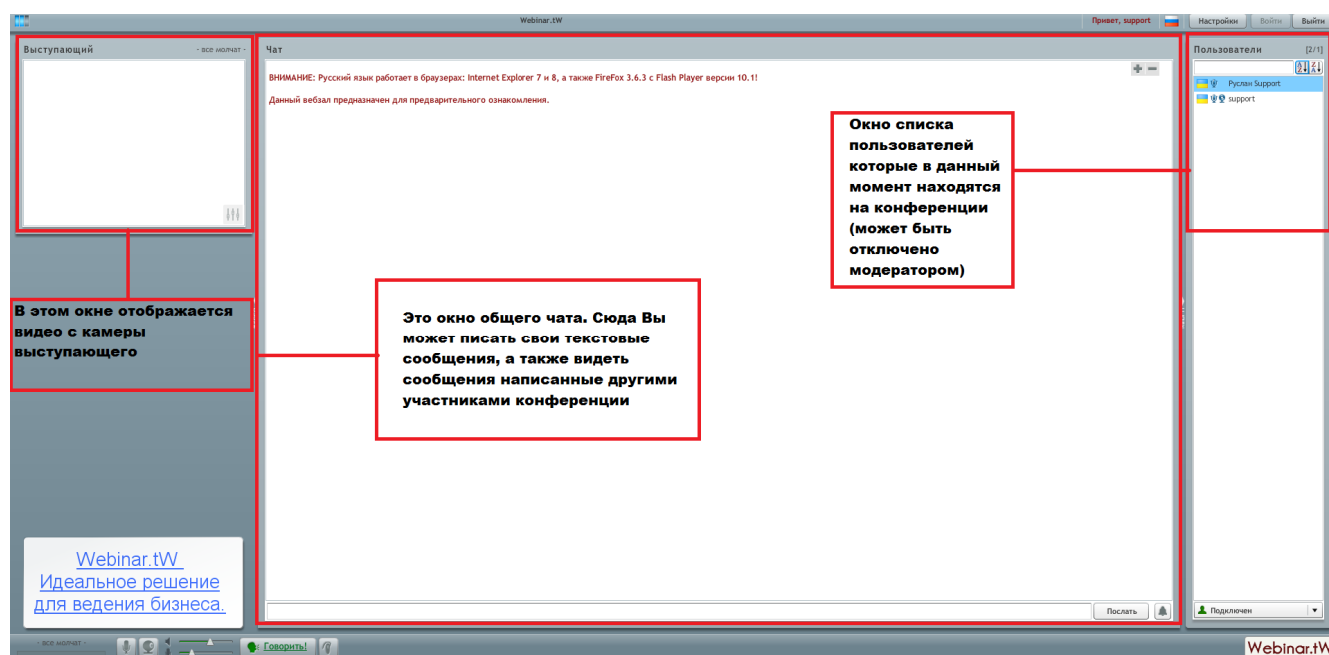 Webinar.tW
Привет, support
Настройки
Войти
Выйти
Выступающий
- все молчат -
Чат
Пользователи
[2/1]
ВНИМАНИЕ: Русский язык работает в браузерах: Internet Explorer 7 и 8, а также FireFox 3.6.3 с Flash Player версии 10.1!
Данный вебзал предназначен для предварительного ознакомления.
Руслан Support
support
Окно списка
пользователей
которые в данный
момент находятся
на конференции
(может быть
отключено
модератором)
В этом окне отображается
видео с камеры
выступающего
Это окно общего чата. Сюда Вы
может писать свои текстовые
сообщения, а также видеть
сообщения написанные другими
участниками конференции
Webinar.tW
Идеальное решение
для ведения бизнеса.
Послать
Подключен
- все молчат -
Говорить!
Webinar.tW